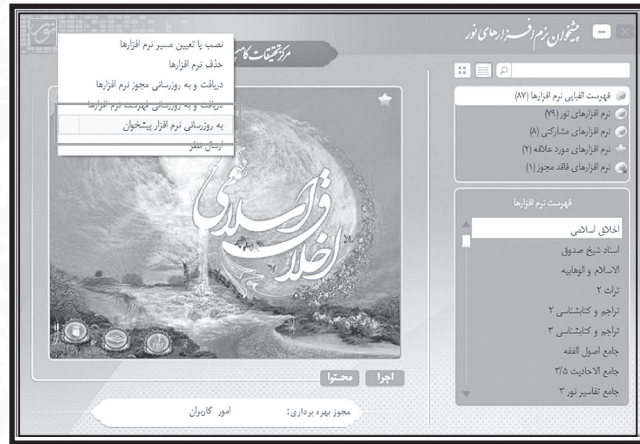 پیشخوان نرم افزارهای نور
مرکز تحقیقات کامپ
نصب یا تعیین مسیر نرم افزارها
حذف نرم افزارها
دریافت و به روزرسانی مجوز نرم افزارها
دریافت و به روزرسانی فهرست نرم افزارها
به روزرسانی نرم افزار پیشخوان
ارسال نظر
فهرست الفبایی نرم افزارها (۸۷)
نرم افزارهای نور (۷۹)
نرم افزارهای مشارکتی (۸)
نرم افزارهای مورد علاقه (۲)
نرم افزارهای فاقد مجوز (۱)
فهرست نرم افزارها
اخلاق اسلامی
اسناد شیخ صدوق
الاسلام و الوهابیه
تراث ۲
تراجم و کتابشناسی ۲
تراجم و کتابشناسی ۳
جامع اصول الفقه
جامع الاحادیث ۳/۵
جامع تفاسیر نور ۳
اخلاق اسلامی
اجرا
محتوا
مجوز بهره برداری: امور کاربران